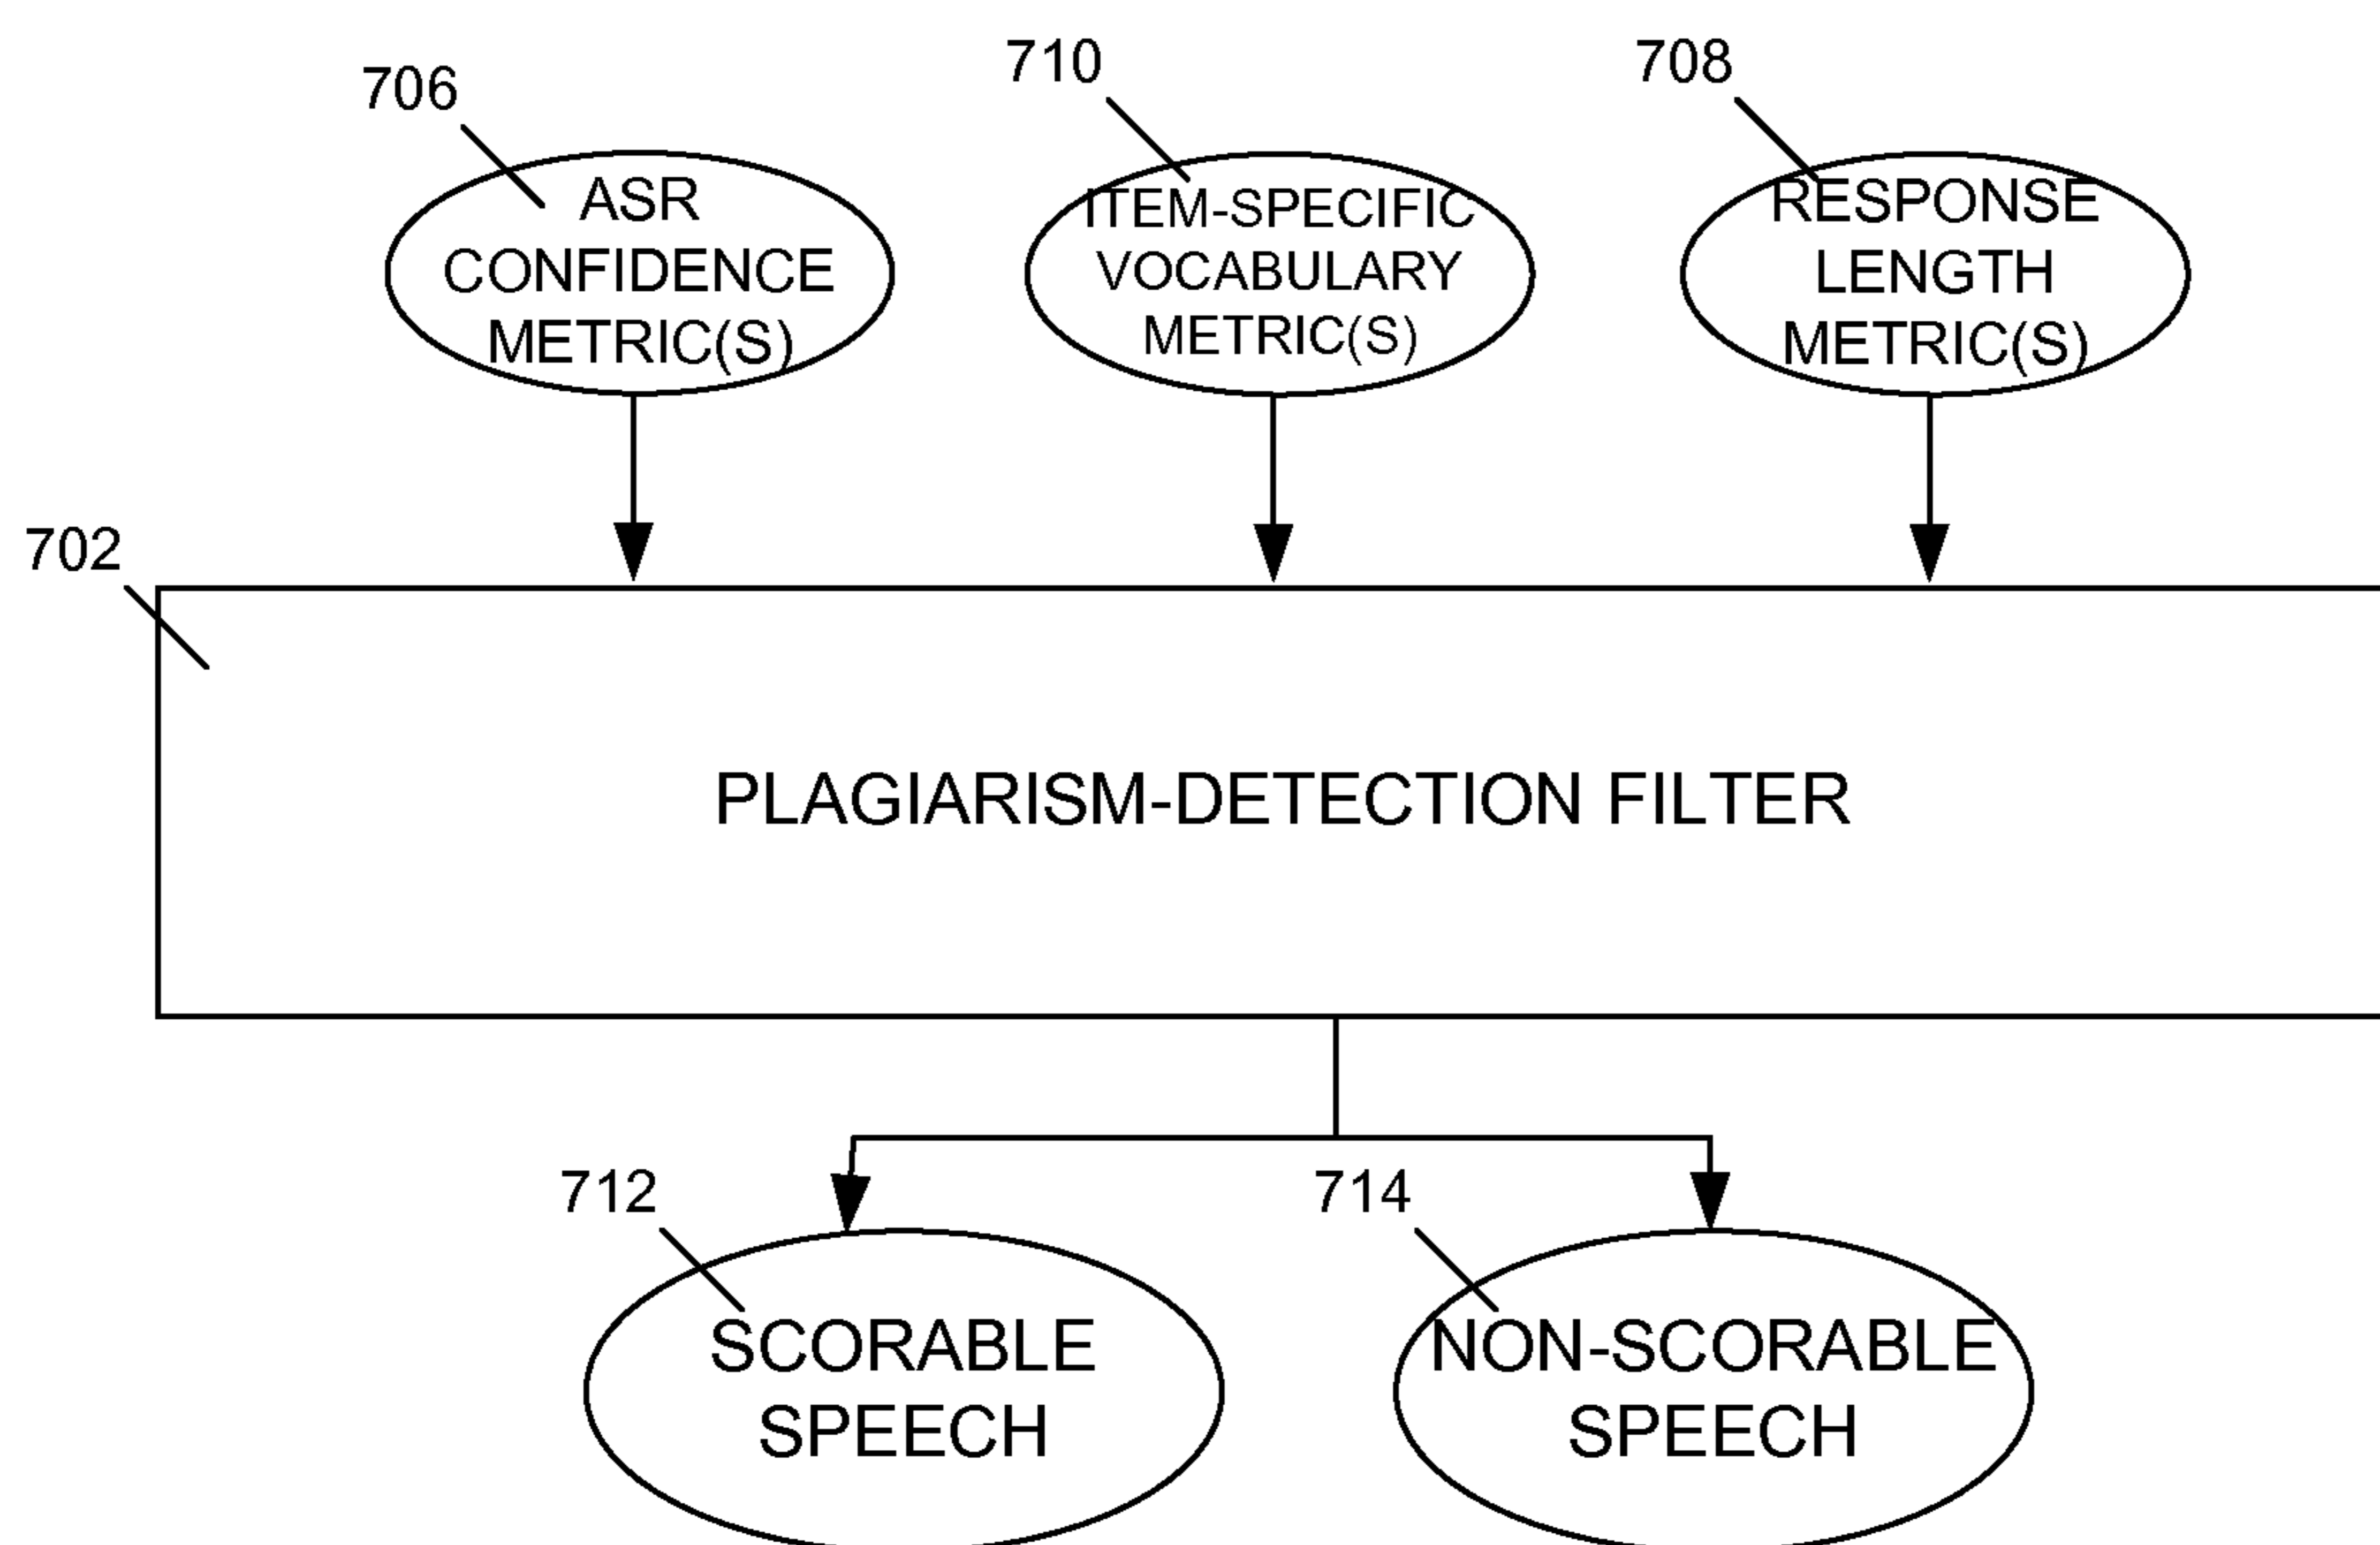 706
710
708
ASR
CONFIDENCE
METRIC(S)
ITEM-SPECIFIC
VOCABULARY
METRIC(S)
RESPONSE
LENGTH
METRIC(S)
702
PLAGIARISM-DETECTION FILTER
712
714
SCORABLE
SPEECH
NON-SCORABLE
SPEECH